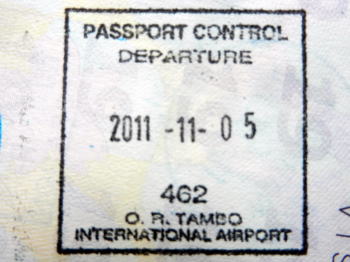 PASSPORT CONTROL
DEPARTURE
2011 -11- 05
462
O. R. TAMBO
INTERNATIONAL AIRPORT